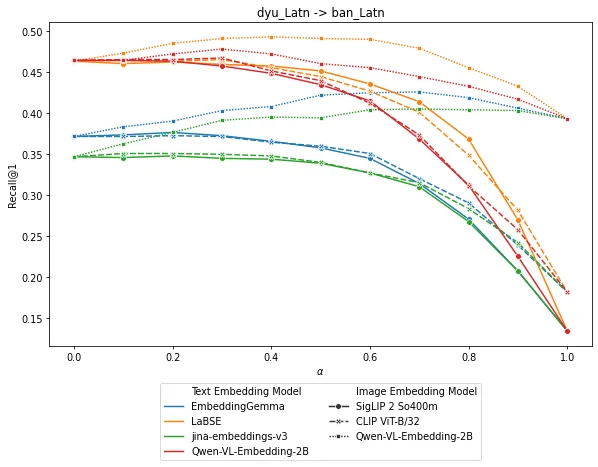 dyu_Latn -> ban_Latn
Recall@1
0.50
0.45
0.40
0.35
0.30
0.25
0.20
0.15
0.0
0.2
0.4
0.6
0.8
1.0
α
Text Embedding Model
EmbeddingGemma
LaBSE
jina-embeddings-v3
Qwen-VL-Embedding-2B
Image Embedding Model
SigLIP 2 So400m
CLIP ViT-B/32
Qwen-VL-Embedding-2B